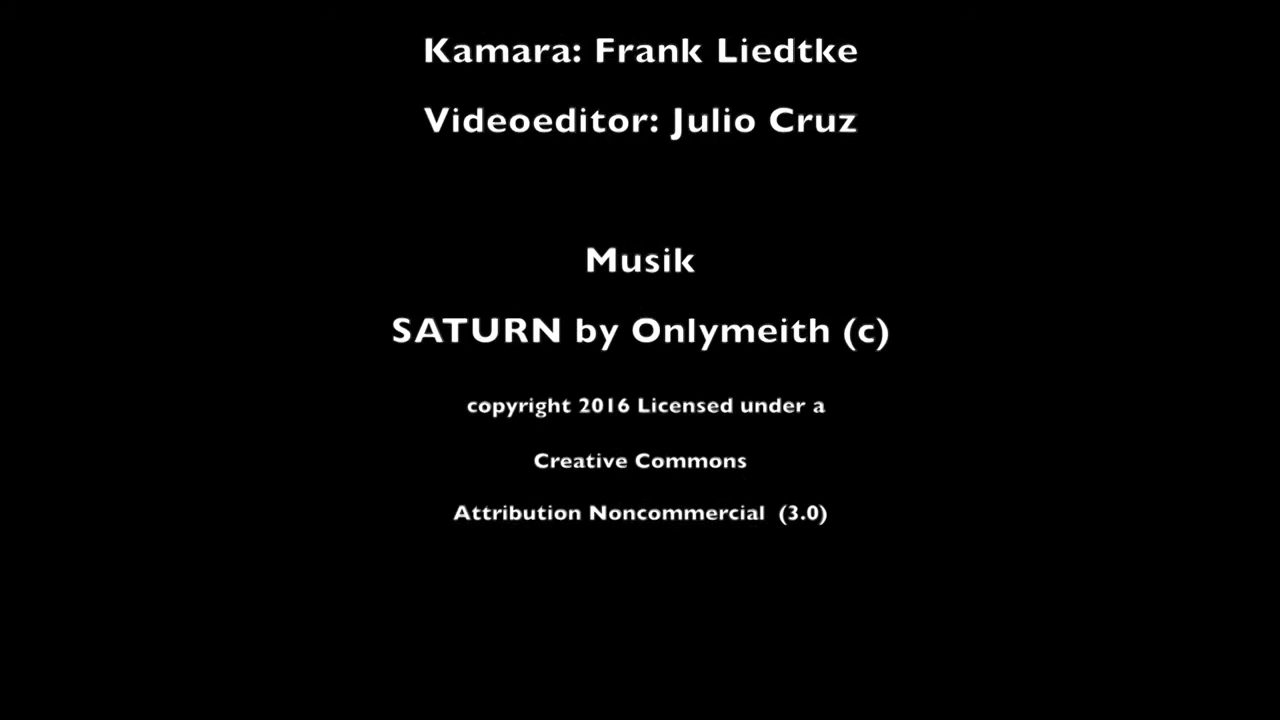 Kamara: Frank Liedtke
Videoeditor: Julio Cruz
Musik
SATURN by Onlymeith (c)
copyright 2016 Licensed under a
Creative Commons
Attribution Noncommercial (3.0)